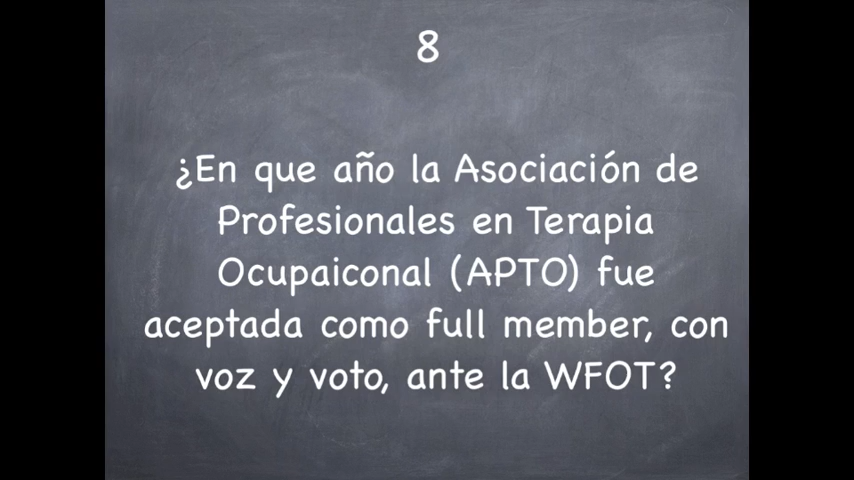 8
¿En que año la Asociación de
Profesionales en Terapia
Ocupaiconal (APTO) fue
aceptada como full member, con
voz y voto, ante la WFOT?